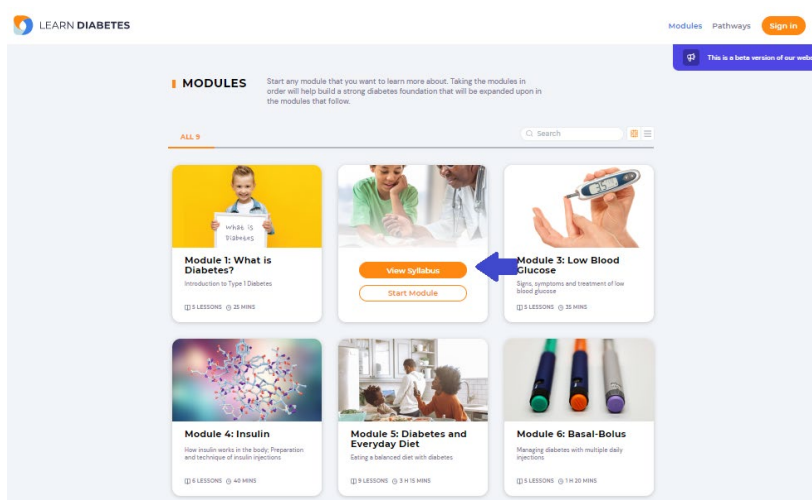 LEARN DIABETES
Modules Pathways Sign in
This is a beta version of our webs
MODULES
Start any module that you want to learn more about. Taking the modules in
order will help build a strong diabetes foundation that will be expanded upon in
the modules that follow.
ALL 9
Search
What is
Diabetes
Module 1: What is
Diabetes?
Introduction to Type 1 Diabetes
5 LESSONS 25 MINS
View Syllabus
Start Module
Module 3: Low Blood
Glucose
Signs, symptoms and treatment of low
blood glucose
5 LESSONS 35 MINS
Module 4: Insulin
How insulin works in the body; Preparation
and technique of insulin injections
6 LESSONS 40 MINS
Module 5: Diabetes and
Everyday Diet
Eating a balanced diet with diabetes
9 LESSONS 3 H 15 MINS
Module 6: Basal-Bolus
Managing diabetes with multiple daily
injections
5 LESSONS 1 H 20 MINS